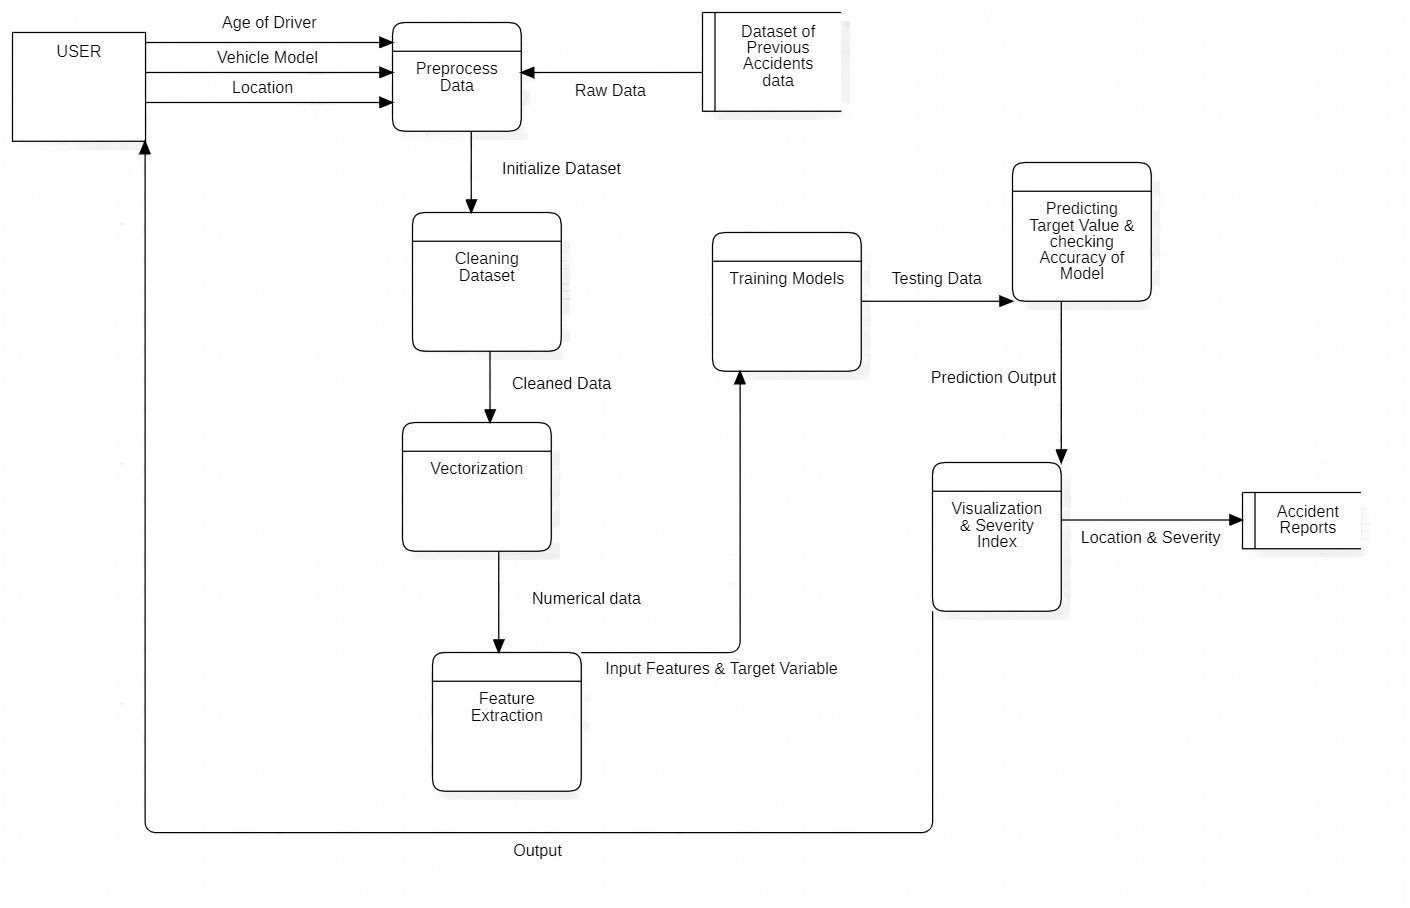 Age of Driver
USER
Vehicle Model
Location
Preprocess
Data
Raw Data
Dataset of
Previous
Accidents
data
Initialize Dataset
Cleaning
Dataset
Cleaned Data
Vectorization
Numerical data
Feature
Extraction
Input Features & Target Variable
Training Models
Testing Data
Predicting
Target Value &
checking
Accuracy of
Model
Prediction Output
Visualization
& Severity
Index
Location & Severity
Accident
Reports
Output